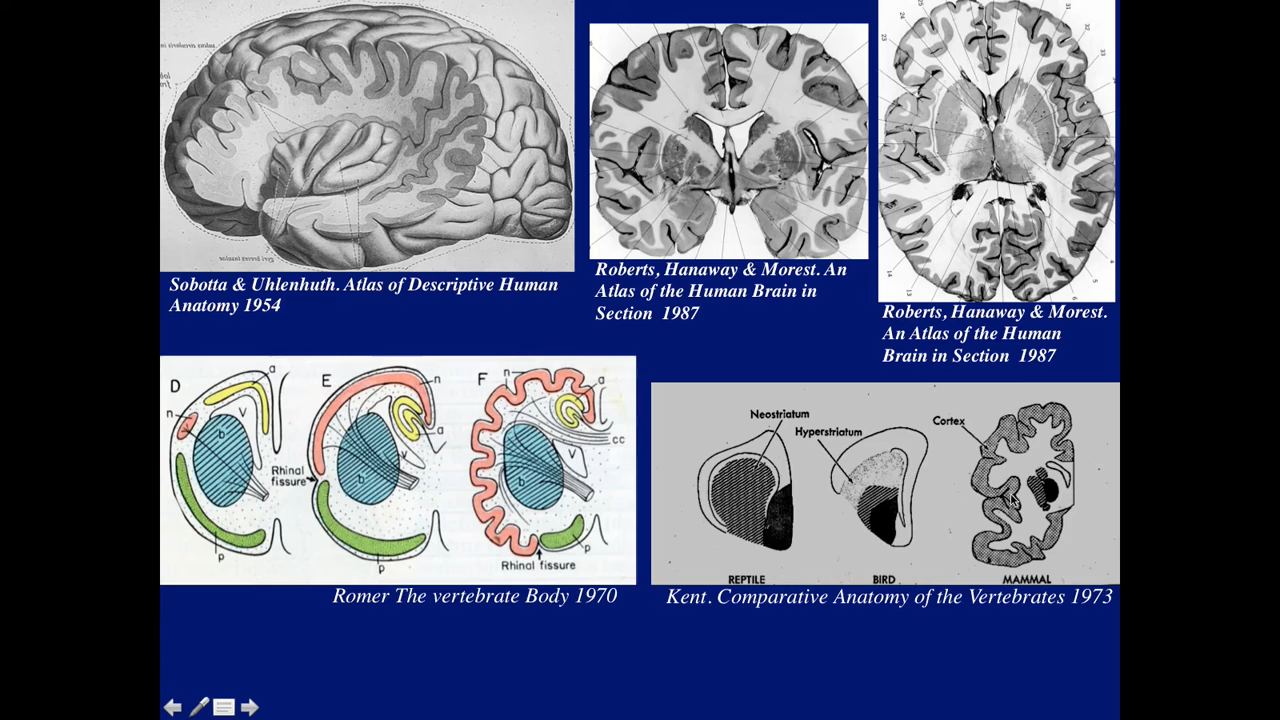 Sobotta & Uhlenhuth. Atlas of Descriptive Human
Anatomy 1954
Roberts, Hanaway & Morest. An
Atlas of the Human Brain in
Section 1987
Roberts, Hanaway & Morest.
An Atlas of the Human
Brain in Section 1987
D
a
n
V
b
p
E
n
a
V
b
Rhinal
fissure
p
F
n
a
cc
V
b
p
Rhinal fissure
Neostriatum
Hyperstriatum
Cortex
REPTILE
BIRD
MAMMAL
Romer The vertebrate Body 1970
Kent. Comparative Anatomy of the Vertebrates 1973